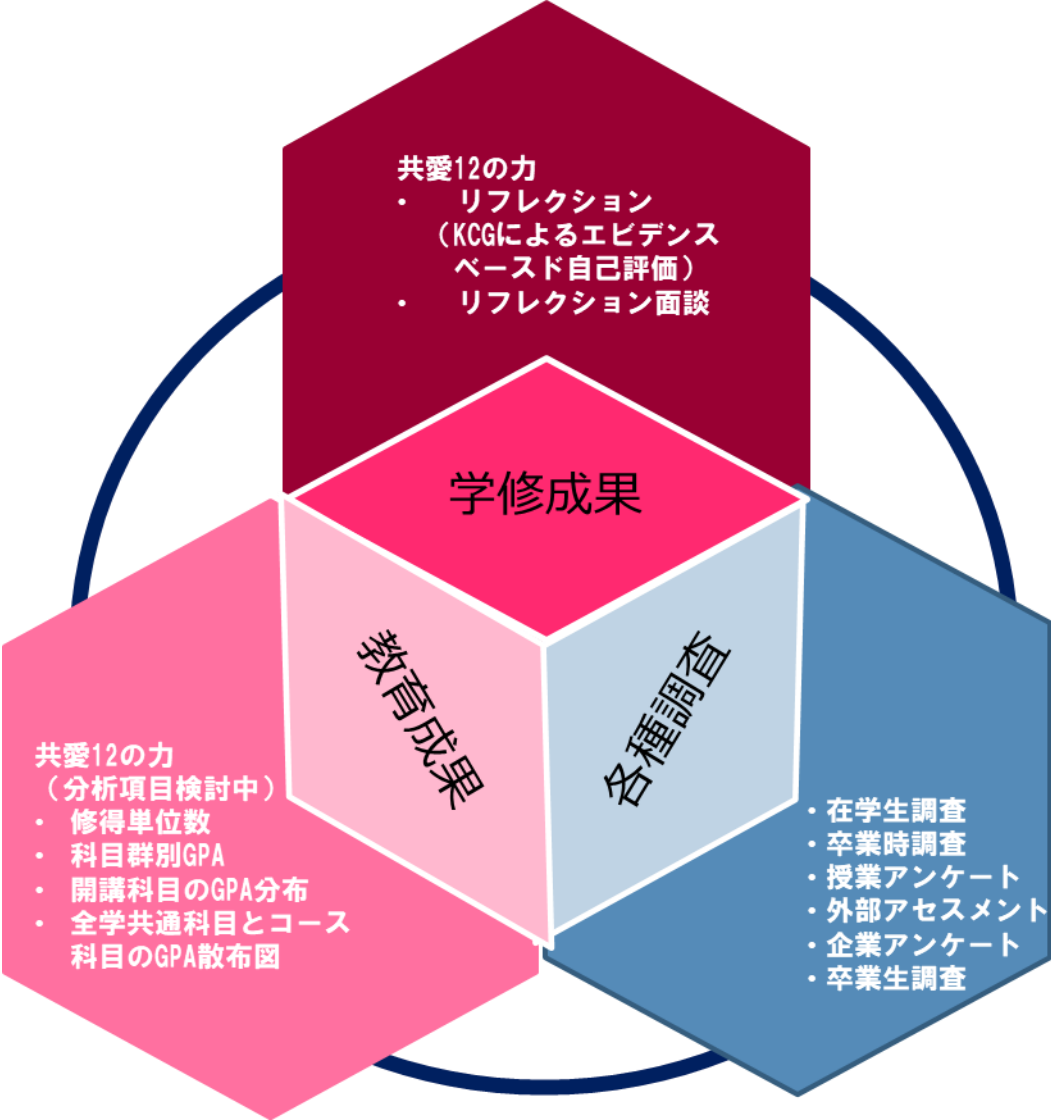 共愛12の力
・ リフレクション
（KCGによるエビデンス
ベースド自己評価）
・ リフレクション面談
学修成果
教育成果
各種調査
共愛12の力
（分析項目検討中）
・ 修得単位数
・ 科目群別GPA
・ 開講科目のGPA分布
・ 全学共通科目とコース
科目のGPA散布図
・在学生調査
・卒業時調査
・授業アンケート
・外部アセスメント
・企業アンケート
・卒業生調査